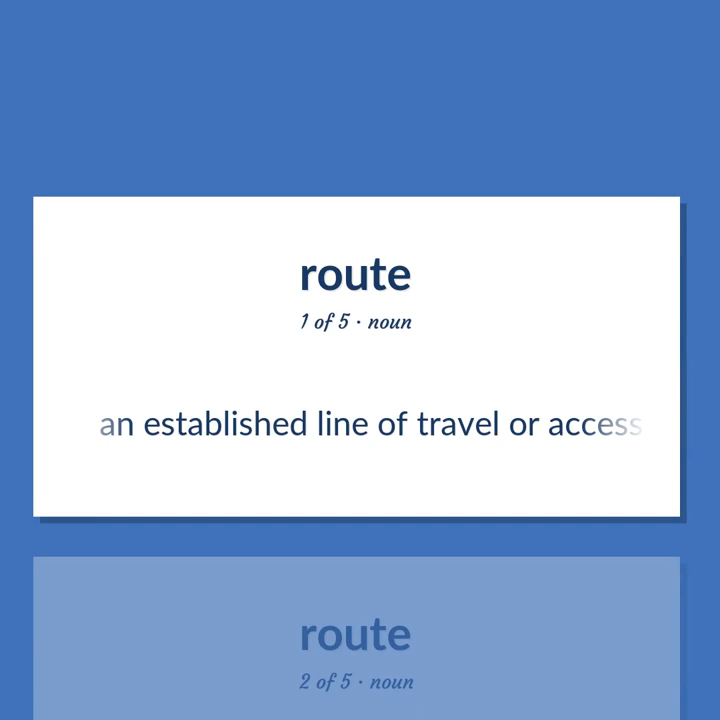 route
1 of 5 · noun
an established line of travel or access
route
2 of 5 · noun